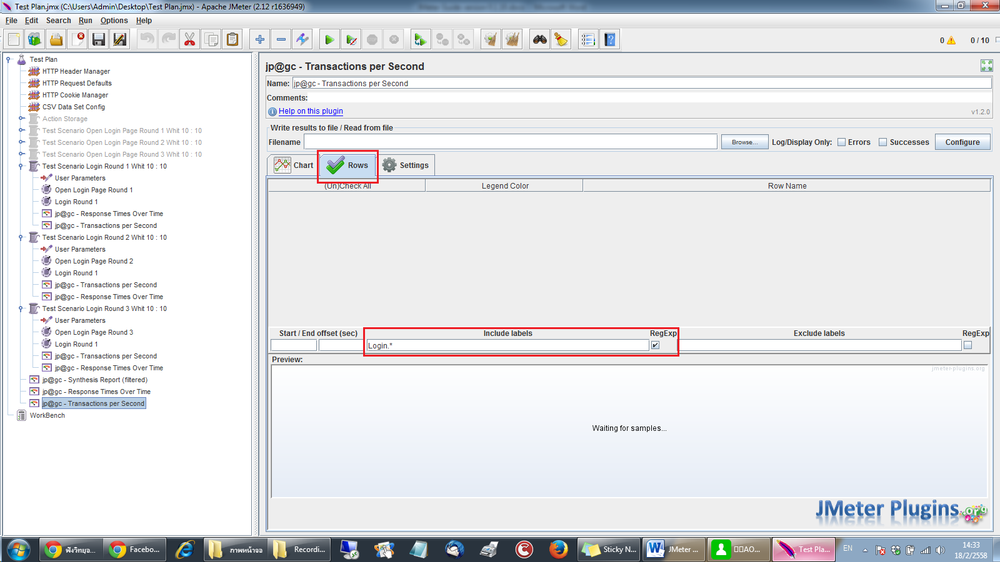 Test Plan.jmx (C:\Users\Admin\Desktop\Test Plan.jmx) - Apache JMeter (2.12 r1636949)
File Edit Search Run Options Help
0 0 / 10
Test Plan
HTTP Header Manager
HTTP Request Defaults
HTTP Cookie Manager
CSV Data Set Config
Action Storage
Test Scenario Open Login Page Round 1 Whit 10 : 10
Test Scenario Open Login Page Round 2 Whit 10 : 10
Test Scenario Open Login Page Round 3 Whit 10 : 10
Test Scenario Login Round 1 Whit 10 : 10
User Parameters
Open Login Page Round 1
Login Round 1
jp@gc - Response Times Over Time
jp@gc - Transactions per Second
Test Scenario Login Round 2 Whit 10 : 10
User Parameters
Open Login Page Round 2
Login Round 1
jp@gc - Transactions per Second
jp@gc - Response Times Over Time
Test Scenario Login Round 3 Whit 10 : 10
User Parameters
Open Login Page Round 3
Login Round 1
jp@gc - Transactions per Second
jp@gc - Response Times Over Time
jp@gc - Synthesis Report (filtered)
jp@gc - Response Times Over Time
jp@gc - Transactions per Second
WorkBench
jp@gc - Transactions per Second
Name: jp@gc - Transactions per Second
Comments:
Help on this plugin
v1.2.0
Write results to file / Read from file
Filename Browse... Log/Display Only: Errors Successes Configure
Chart Rows Settings
(Un)Check All Legend Color Row Name
Start / End offset (sec) Include labels RegExp Exclude labels RegExp
Login.*
Preview:
jmeter-plugins.org
Waiting for samples...
JMeter Plugins.org
ฟังวิทยุอ... Facebo... ภาพหน้าจอ Recordi... Sticky N... JMeter ... AO... Test Pla... EN
14:33
18/2/2558